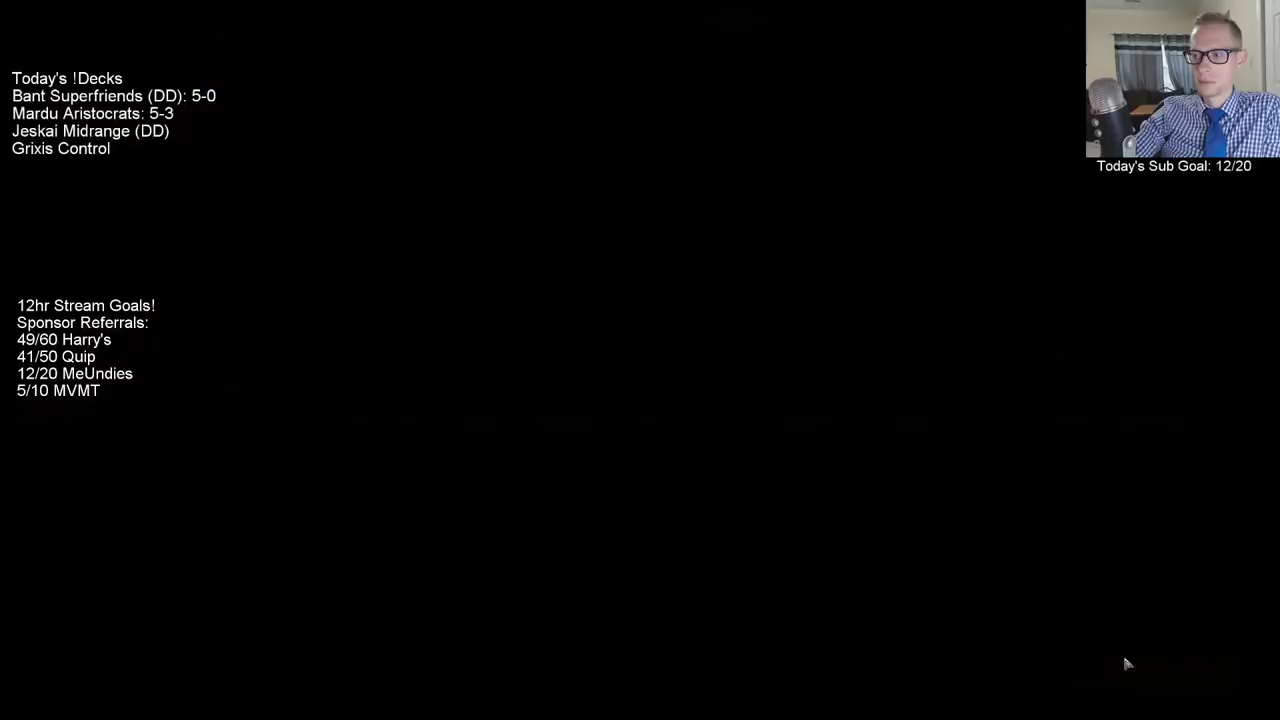 Today's !Decks
Bant Superfriends (DD): 5-0
Mardu Aristocrats: 5-3
Jeskai Midrange (DD)
Grixis Control
Today's Sub Goal: 12/20
12hr Stream Goals!
Sponsor Referrals:
49/60 Harry's
41/50 Quip
12/20 MeUndies
5/10 MVMT